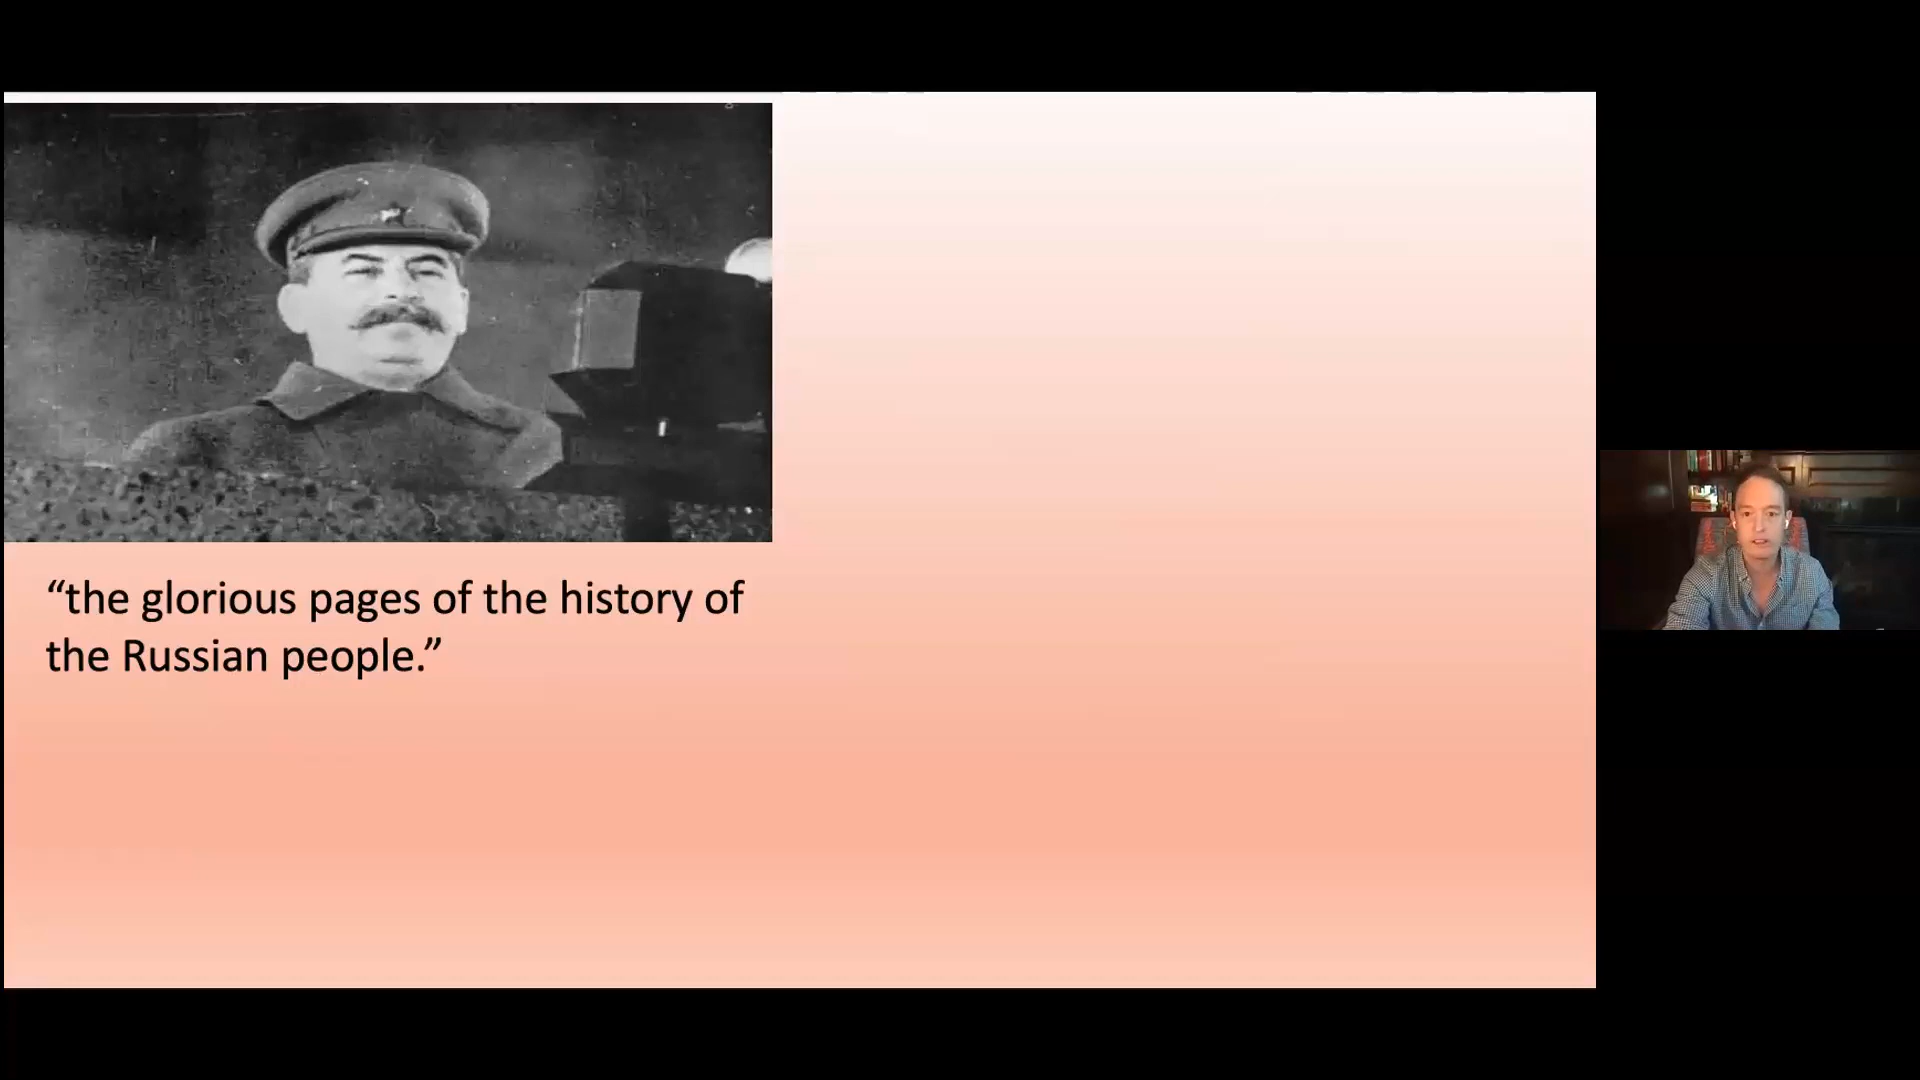 “the glorious pages of the history of
the Russian people.”